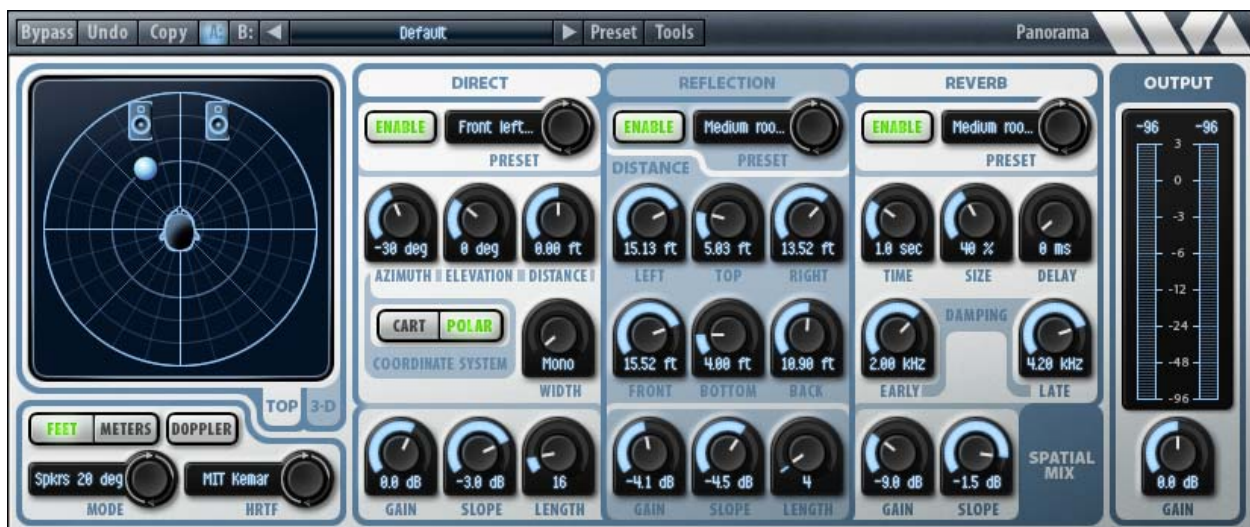 Bypass Undo Copy B: Default Preset Tools Panorama
DIRECT REFLECTION REVERB OUTPUT
ENABLE Front left... ENABLE Medium roo... ENABLE Medium roo... -96 -96
PRESET PRESET PRESET
DISTANCE
-30 deg 0 deg 0.00 ft 15.13 ft 5.03 ft 13.52 ft 1.0 sec 40 % 0 ms
AZIMUTH ELEVATION DISTANCE LEFT TOP RIGHT TIME SIZE DELAY
CART POLAR DAMPING
COORDINATE SYSTEM Mono 15.52 ft 4.00 ft 10.90 ft 2.00 kHz 4.20 kHz
WIDTH FRONT BOTTOM BACK EARLY LATE
3
0
-3
-6
-12
-24
-48
-96
TOP 3-D
FEET METERS DOPPLER
Spkrs 20 deg MIT Kemar
MODE HRTF
0.0 dB -3.0 dB 16 -4.1 dB -4.5 dB 4 -9.0 dB -1.5 dB SPATIAL MIX 0.0 dB
GAIN SLOPE LENGTH GAIN SLOPE LENGTH GAIN SLOPE GAIN